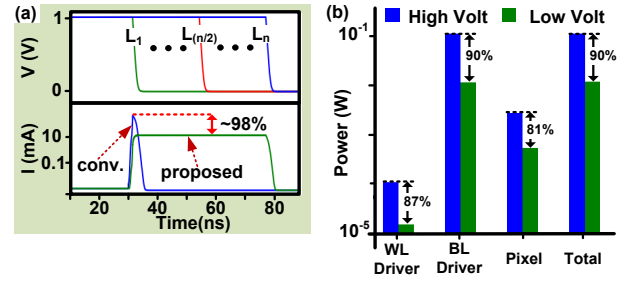 (a)
V (V)
1
0
L1 ••• L(n/2) ••• Ln
I (mA)
10
0.1
~98%
conv.
proposed
20 40 60 80
Time(ns)
(b)
High Volt Low Volt
Power (W)
10-1
10-5
87%
90%
81%
90%
WL Driver
BL Driver
Pixel
Total